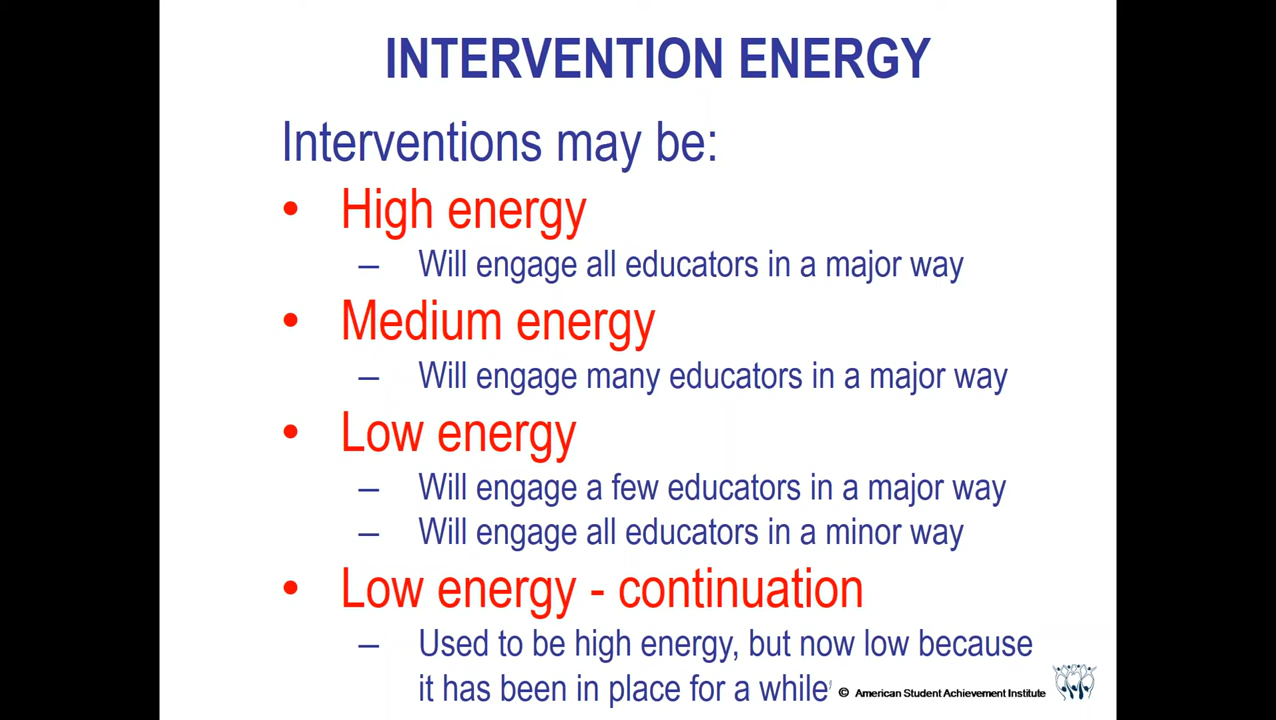 INTERVENTION ENERGY
Interventions may be:
• High energy
– Will engage all educators in a major way
• Medium energy
– Will engage many educators in a major way
• Low energy
– Will engage a few educators in a major way
– Will engage all educators in a minor way
• Low energy - continuation
– Used to be high energy, but now low because
it has been in place for a while
© American Student Achievement Institute